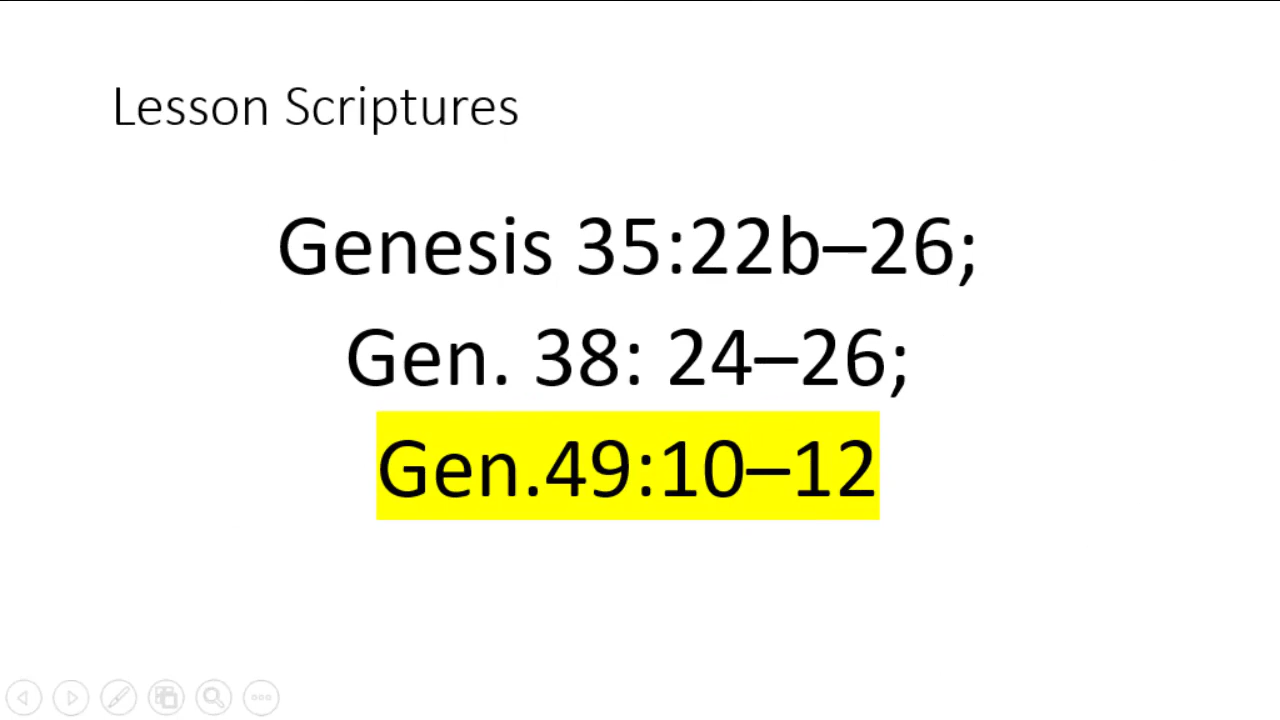 Lesson Scriptures
Genesis 35:22b–26;
Gen. 38: 24–26;
Gen.49:10–12